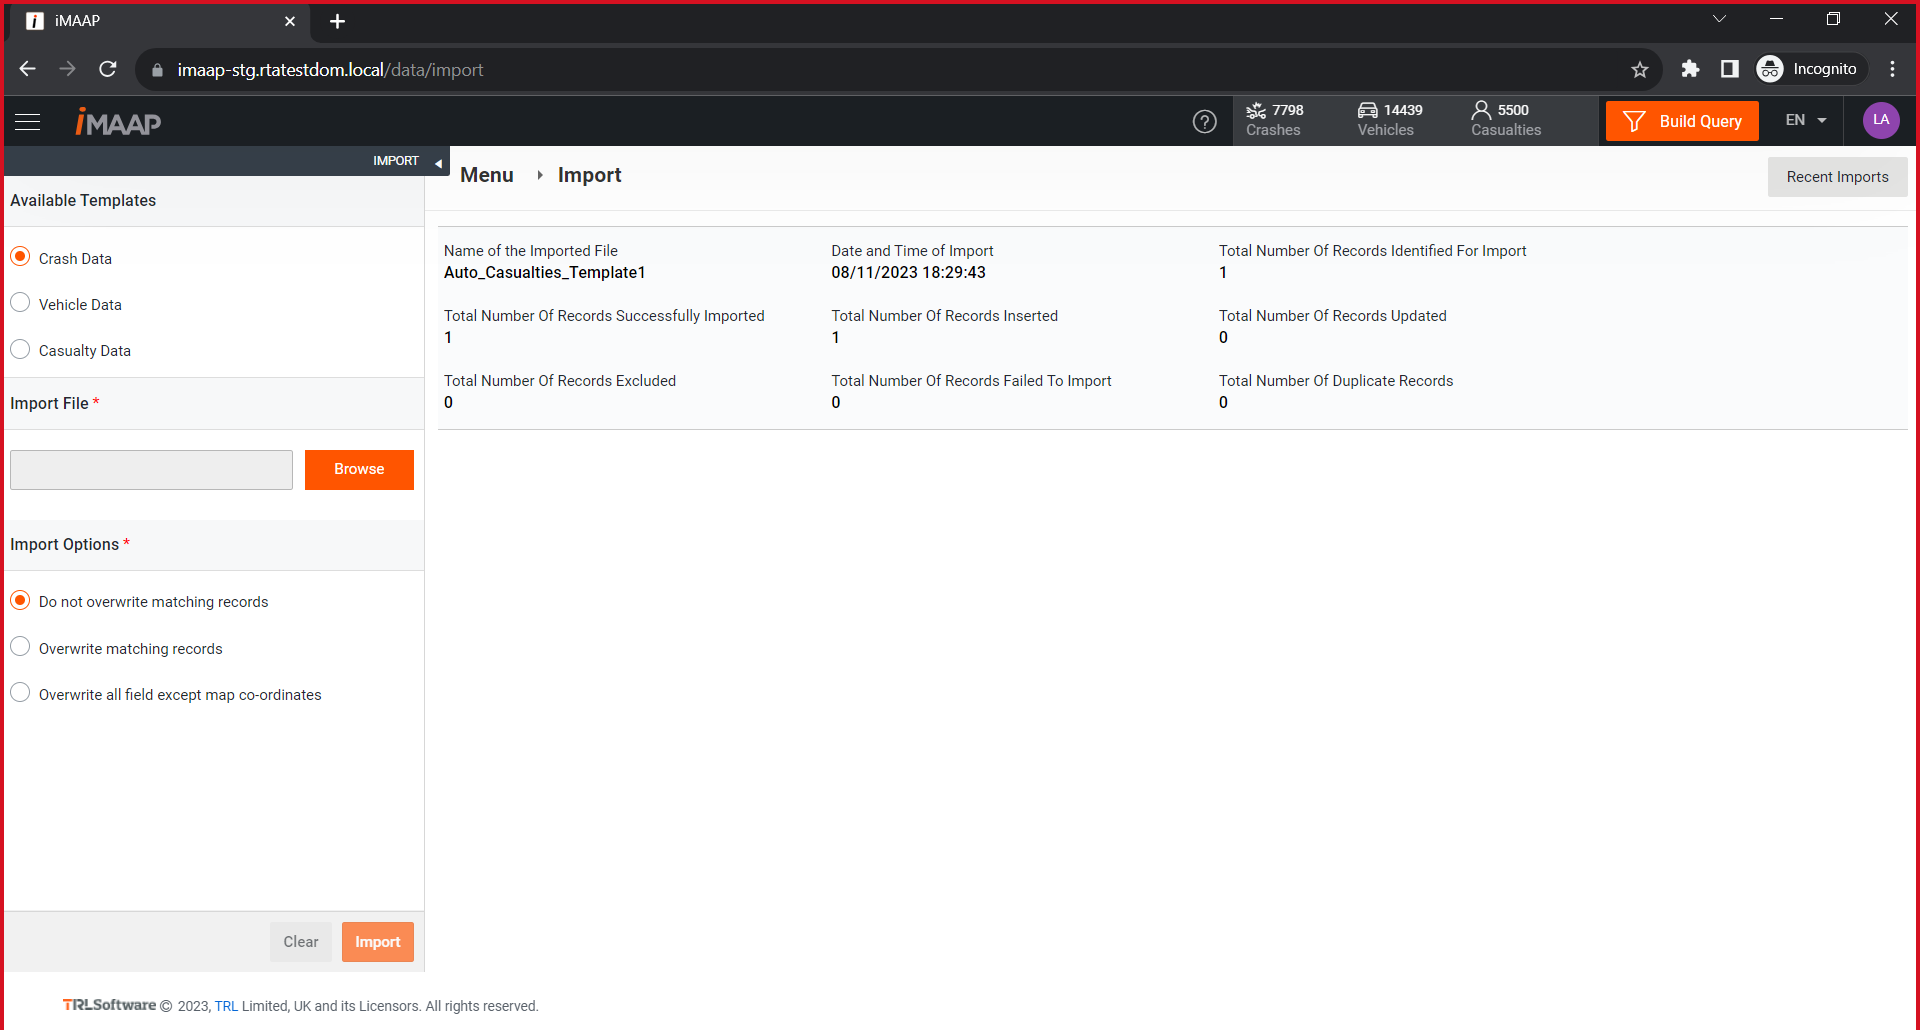 iMAAP
imaap-stg.rtatestdom.local/data/import
Incognito
iMAAP
7798
Crashes
14439
Vehicles
5500
Casualties
Build Query
EN
LA
IMPORT
Menu Import
Recent Imports
Available Templates
Crash Data
Vehicle Data
Casualty Data
Import File *
Browse
Import Options *
Do not overwrite matching records
Overwrite matching records
Overwrite all field except map co-ordinates
Clear
Import
Name of the Imported File
Auto_Casualties_Template1
Date and Time of Import
08/11/2023 18:29:43
Total Number Of Records Identified For Import
1
Total Number Of Records Successfully Imported
1
Total Number Of Records Inserted
1
Total Number Of Records Updated
0
Total Number Of Records Excluded
0
Total Number Of Records Failed To Import
0
Total Number Of Duplicate Records
0
TRLSoftware © 2023, TRL Limited, UK and its Licensors. All rights reserved.